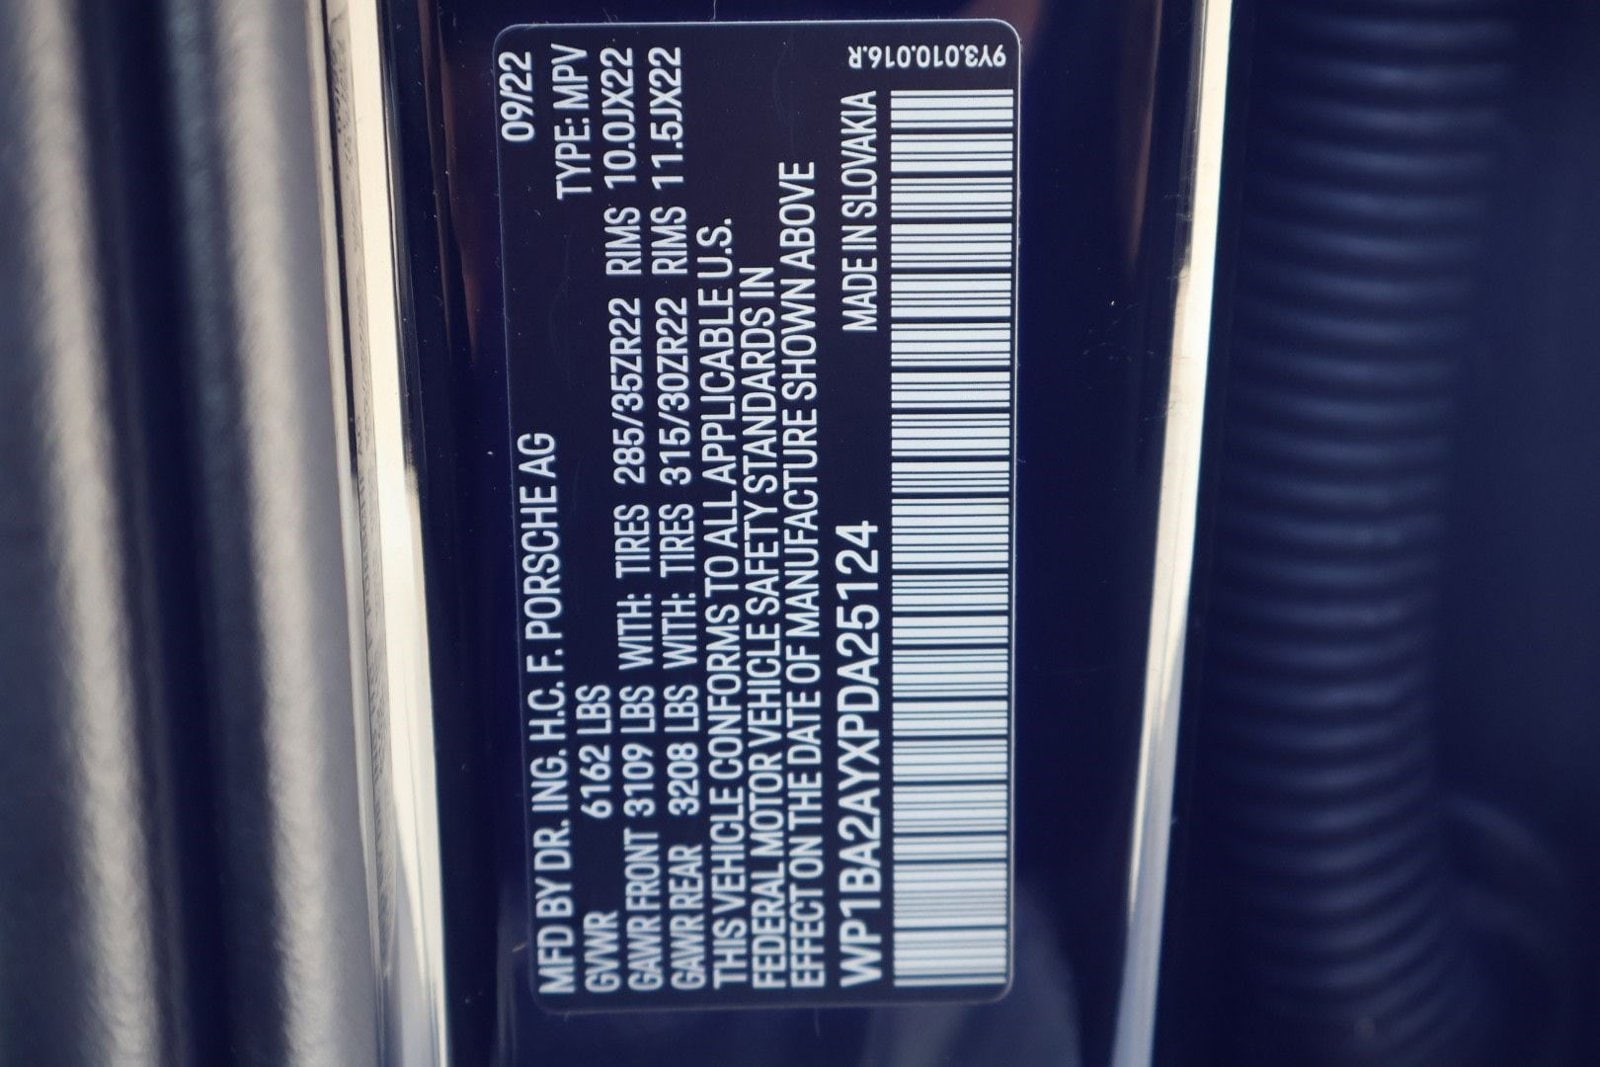 MFD BY DR. ING. H.C. F. PORSCHE AG 09/22
GVWR 6162 LBS TYPE: MPV
GAWR FRONT 3109 LBS WITH: TIRES 285/35ZR22 RIMS 10.0JX22
GAWR REAR 3208 LBS WITH: TIRES 315/30ZR22 RIMS 11.5JX22
THIS VEHICLE CONFORMS TO ALL APPLICABLE U.S.
FEDERAL MOTOR VEHICLE SAFETY STANDARDS IN
EFFECT ON THE DATE OF MANUFACTURE SHOWN ABOVE
WP1BA2AYXPDA25124 MADE IN SLOVAKIA
9Y3.010.016.R